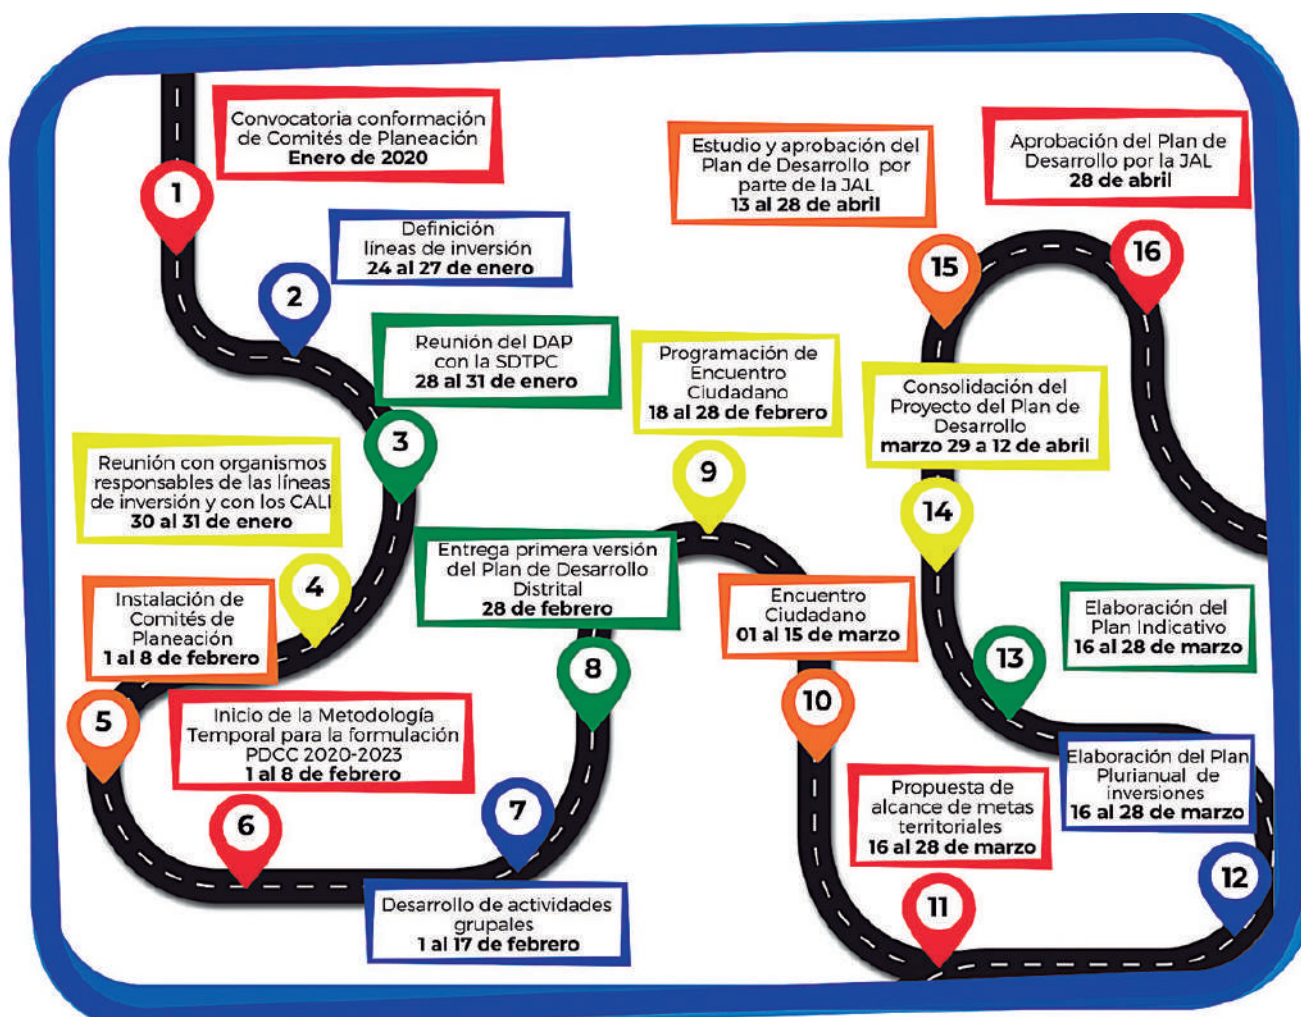 1
Convocatoria conformación
de Comités de Planeación
Enero de 2020
2
Definición
líneas de inversión
24 al 27 de enero
3
Reunión del DAP
con la SDTPC
28 al 31 de enero
4
Reunión con organismos
responsables de las líneas
de inversión y con los CALI
30 al 31 de enero
5
Instalación de
Comités de
Planeación
1 al 8 de febrero
6
Inicio de la Metodología
Temporal para la formulación
PDCC 2020-2023
1 al 8 de febrero
7
Desarrollo de actividades
grupales
1 al 17 de febrero
8
Entrega primera versión
del Plan de Desarrollo
Distrital
28 de febrero
9
Programación de
Encuentro
Ciudadano
18 al 28 de febrero
10
Encuentro
Ciudadano
01 al 15 de marzo
11
Propuesta de
alcance de metas
territoriales
16 al 28 de marzo
12
Elaboración del Plan
Plurianual de
inversiones
16 al 28 de marzo
13
Elaboración del
Plan Indicativo
16 al 28 de marzo
14
Consolidación del
Proyecto del Plan de
Desarrollo
marzo 29 a 12 de abril
15
Estudio y aprobación del
Plan de Desarrollo por
parte de la JAL
13 al 28 de abril
16
Aprobación del Plan de
Desarrollo por la JAL
28 de abril